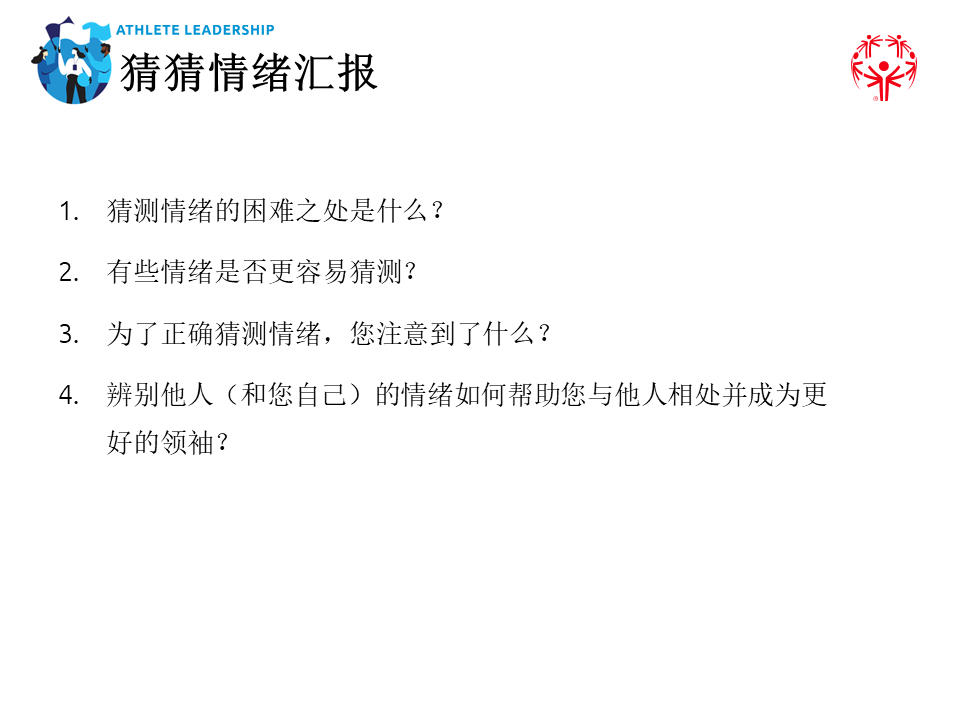 ATHLETE LEADERSHIP
猜猜情绪汇报
1. 猜测情绪的困难之处是什么？
2. 有些情绪是否更容易猜测？
3. 为了正确猜测情绪，您注意到了什么？
4. 辨别他人（和您自己）的情绪如何帮助您与他人相处并成为更
好的领袖？